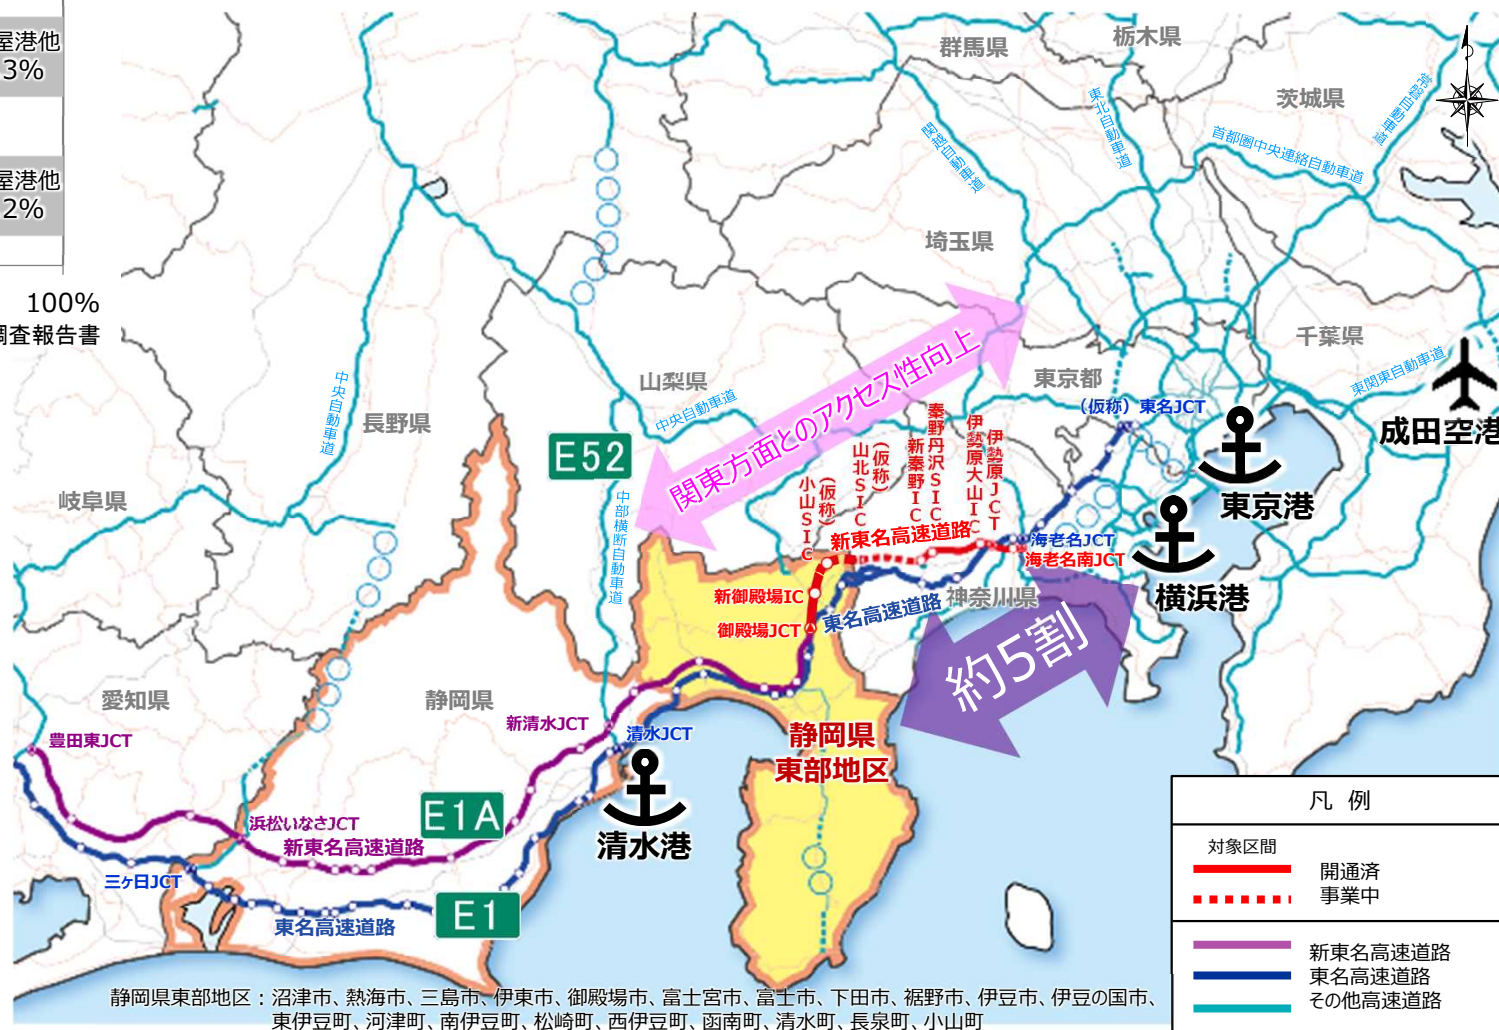 屋港他
3%
屋港他
2%
100%
調査報告書
群馬県
栃木県
茨城県
埼玉県
千葉県
東京都
山梨県
長野県
岐阜県
愛知県
静岡県
神奈川県
関越自動車道
東北自動車道
常磐自動車道
首都圏中央連絡自動車道
東関東自動車道
中央自動車道
中央自動車道
中部横断自動車道
関東方面とのアクセス性向上
約5割
E52
E1A
E1
(仮称)東名JCT
成田空港
東京港
横浜港
清水港
伊勢原JCT
伊勢原大山IC
秦野丹沢SIC
新秦野IC
(仮称)
山北SIC
(仮称)
小山SIC
新東名高速道路
海老名JCT
海老名南JCT
新御殿場IC
御殿場JCT
東名高速道路
新清水JCT
清水JCT
豊田東JCT
浜松いなさJCT
新東名高速道路
三ヶ日JCT
東名高速道路
静岡県
東部地区
凡 例
対象区間
開通済
事業中
新東名高速道路
東名高速道路
その他高速道路
静岡県東部地区:沼津市、熱海市、三島市、伊東市、御殿場市、富士宮市、富士市、下田市、裾野市、伊豆市、伊豆の国市、
東伊豆町、河津町、南伊豆町、松崎町、西伊豆町、函南町、清水町、長泉町、小山町